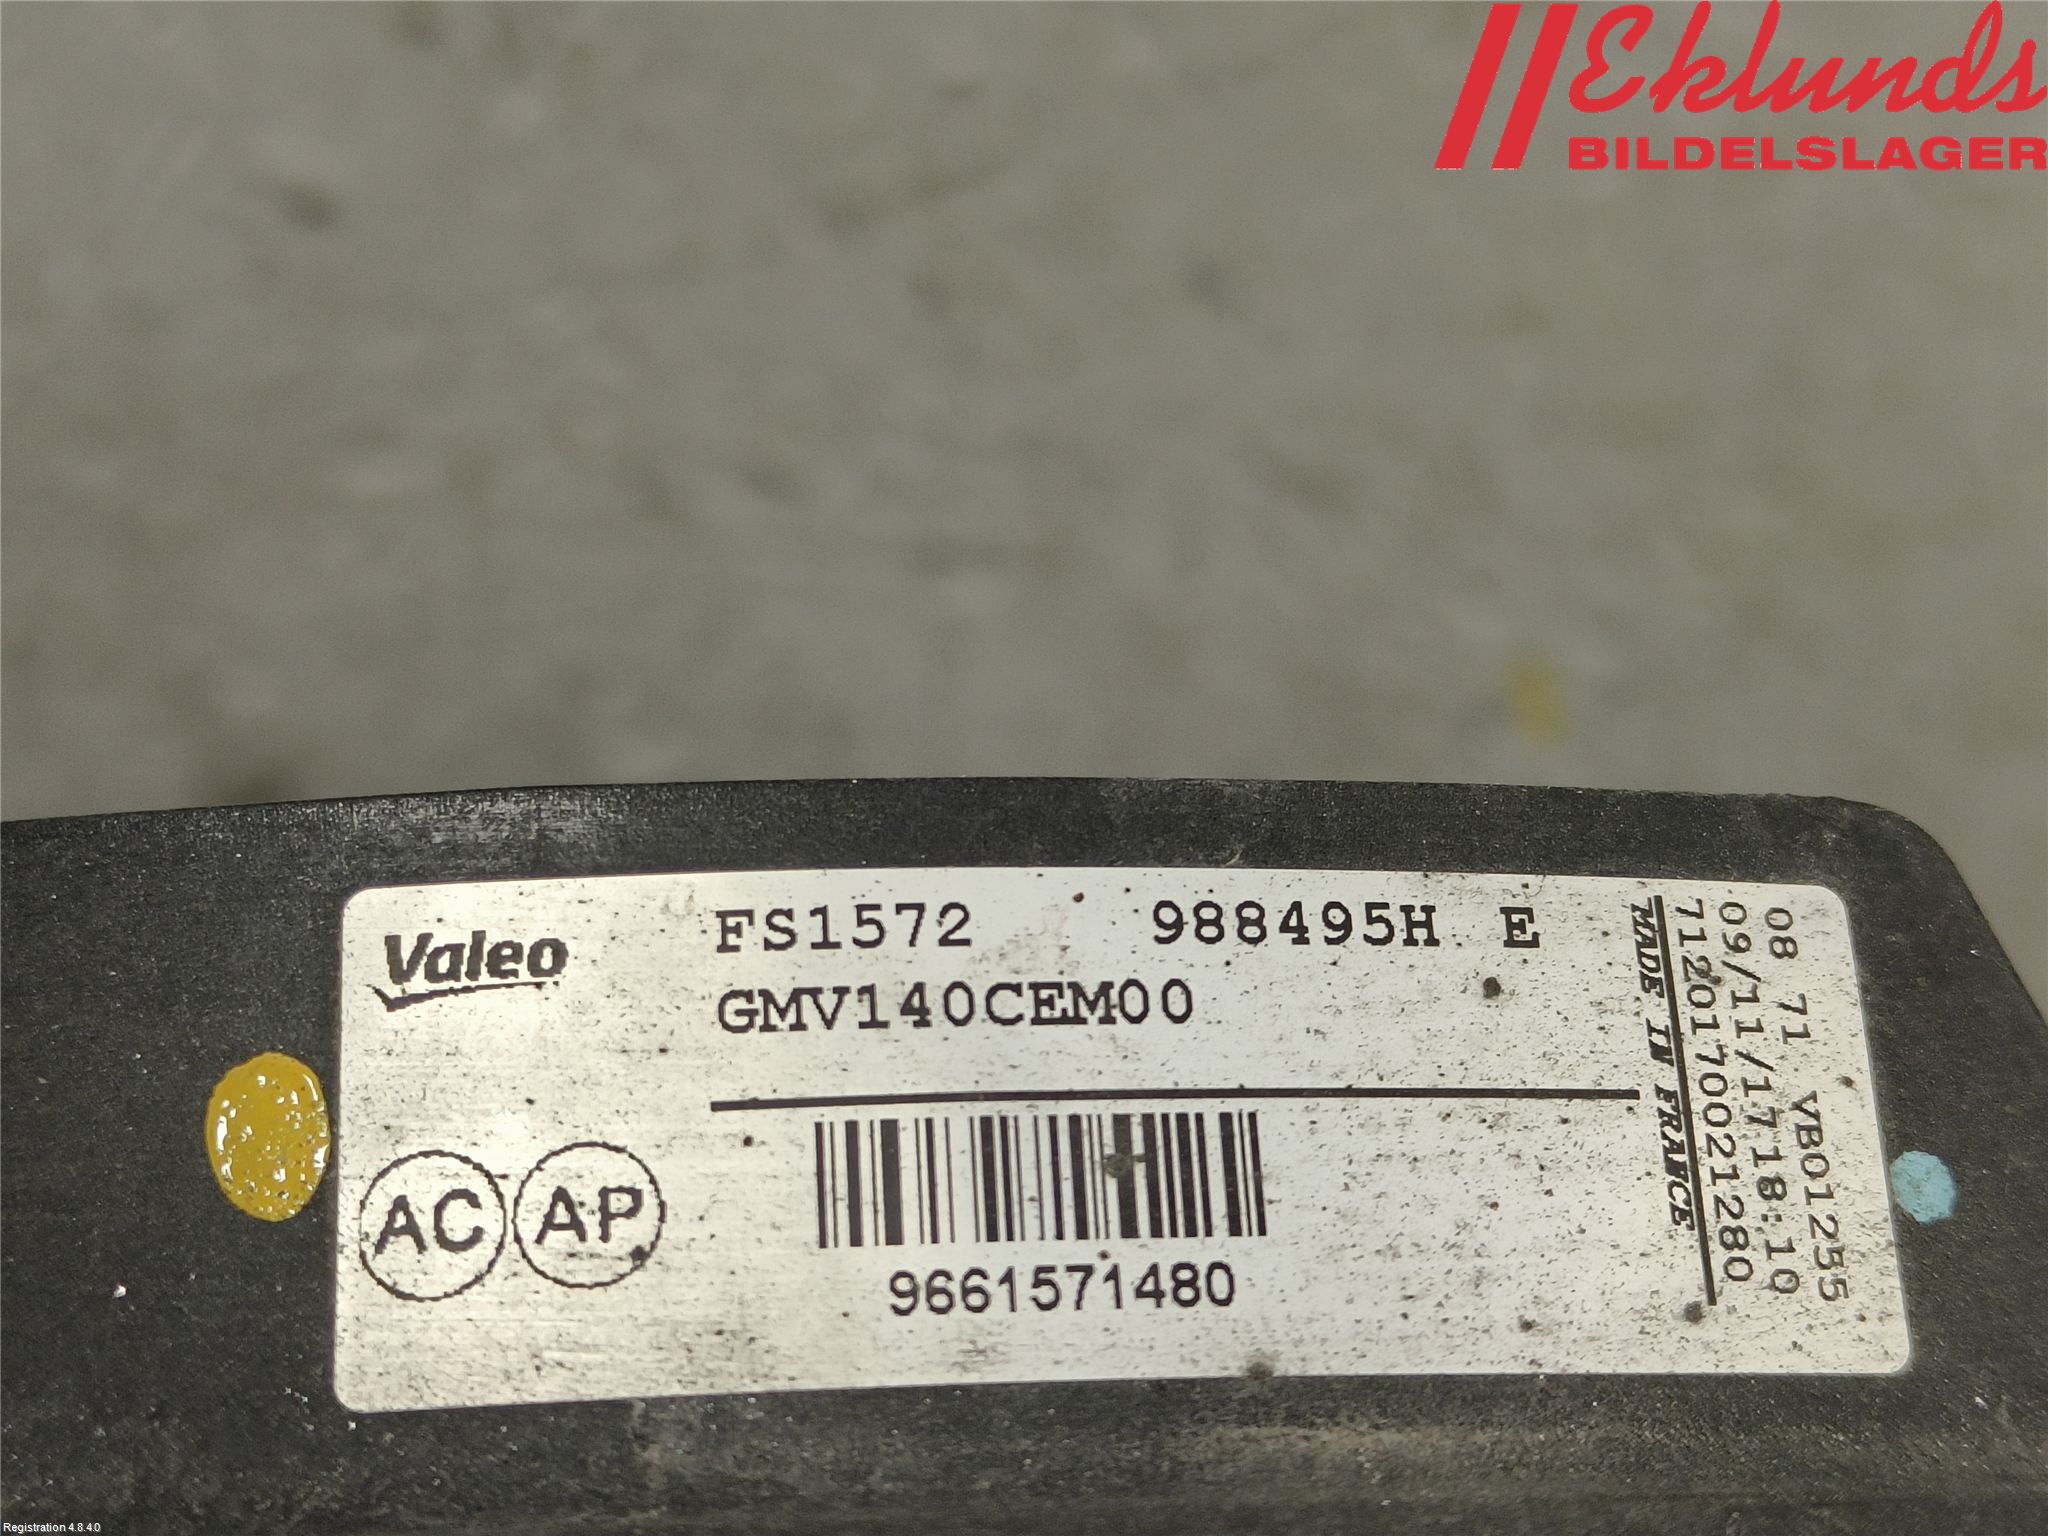 Eklunds
BILDELSLAGER
Valeo
FS1572 988495H E
GMV140CEM00
AC AP
9661571480
MADE IN FRANCE
7120170021280
09/11/17 18:10
08 71 VB01255
Registration 4.8.4.0